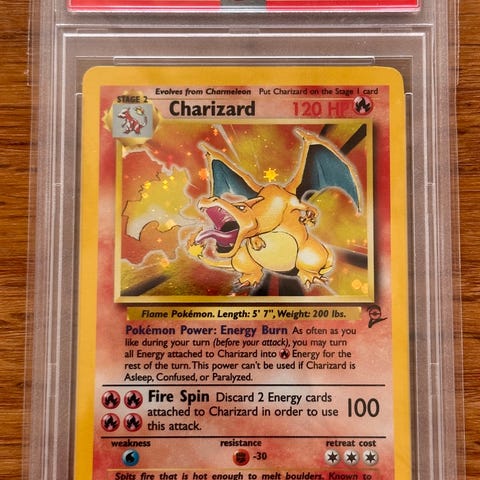 Evolves from Charmeleon Put Charizard on the Stage 1 card
STAGE 2
Charizard 120 HP
Flame Pokémon. Length: 5' 7", Weight: 200 lbs.
Pokémon Power: Energy Burn As often as you
like during your turn (before your attack), you may turn
all Energy attached to Charizard into Energy for the
rest of the turn. This power can't be used if Charizard is
Asleep, Confused, or Paralyzed.
Fire Spin Discard 2 Energy cards
attached to Charizard in order to use 100
this attack.
weakness resistance retreat cost
-30
Spits fire that is hot enough to melt boulders. Known to